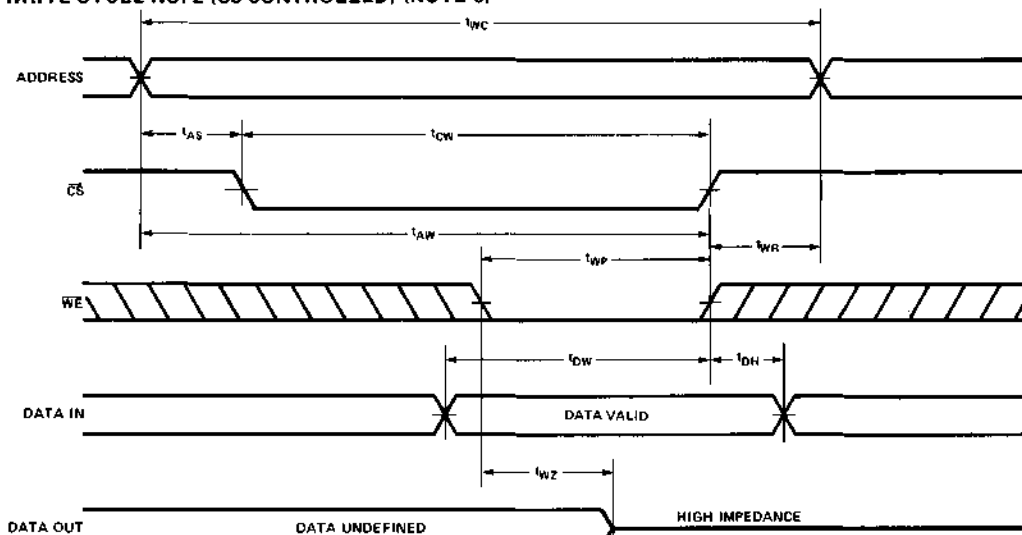 tWC
ADDRESS
tAS
tCW
CS
tAW
tWR
tWP
WE
tDW
tDH
DATA IN
DATA VALID
tWZ
DATA OUT
DATA UNDEFINED
HIGH IMPEDANCE